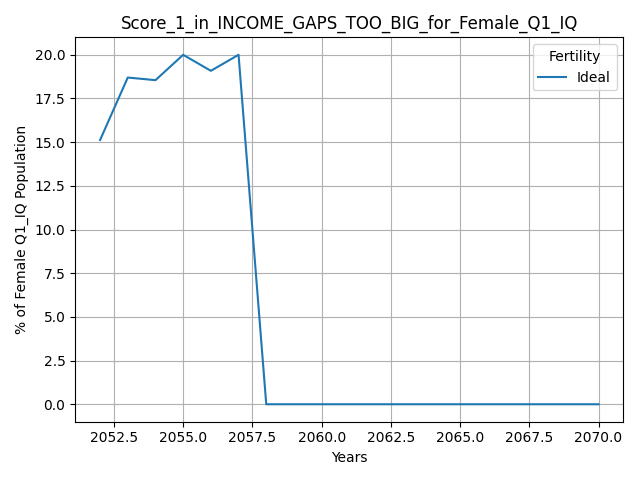 Score_1_in_INCOME_GAPS_TOO_BIG_for_Female_Q1_IQ
Fertility
Ideal
% of Female Q1_IQ Population
20.0
17.5
15.0
12.5
10.0
7.5
5.0
2.5
0.0
2052.5 2055.0 2057.5 2060.0 2062.5 2065.0 2067.5 2070.0
Years